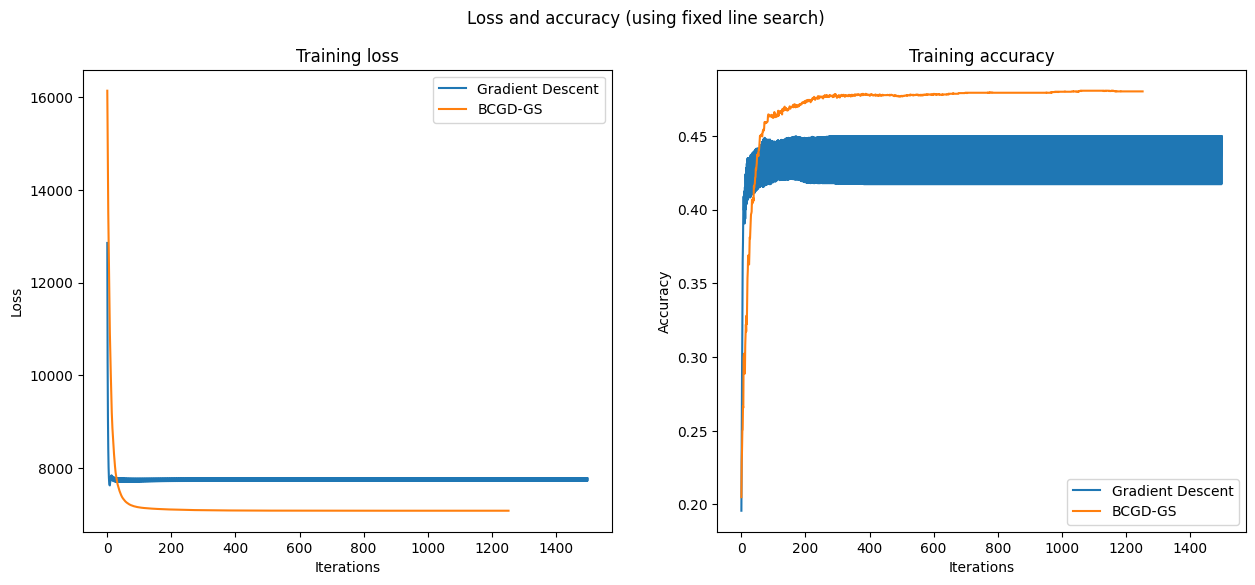 Loss and accuracy (using fixed line search)
Training loss
Gradient Descent
BCGD-GS
16000
14000
12000
10000
8000
Loss
0 200 400 600 800 1000 1200 1400
Iterations
Training accuracy
0.45
0.40
0.35
0.30
0.25
0.20
Accuracy
Gradient Descent
BCGD-GS
0 200 400 600 800 1000 1200 1400
Iterations